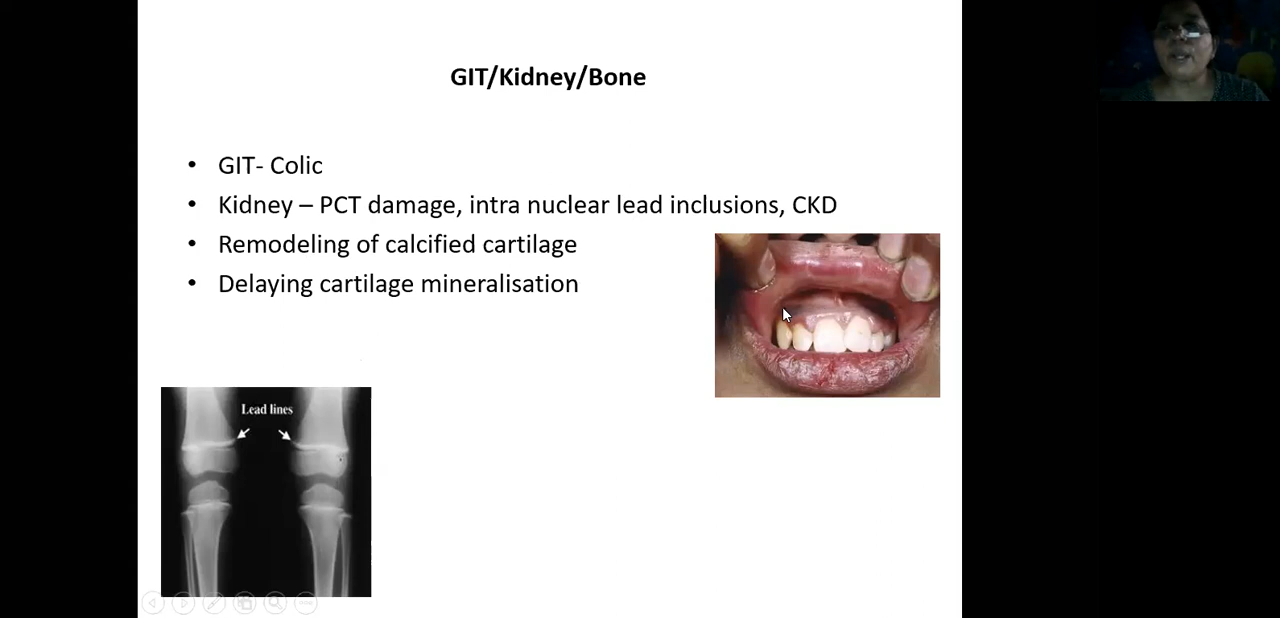 GIT/Kidney/Bone
• GIT- Colic
• Kidney – PCT damage, intra nuclear lead inclusions, CKD
• Remodeling of calcified cartilage
• Delaying cartilage mineralisation
Lead lines